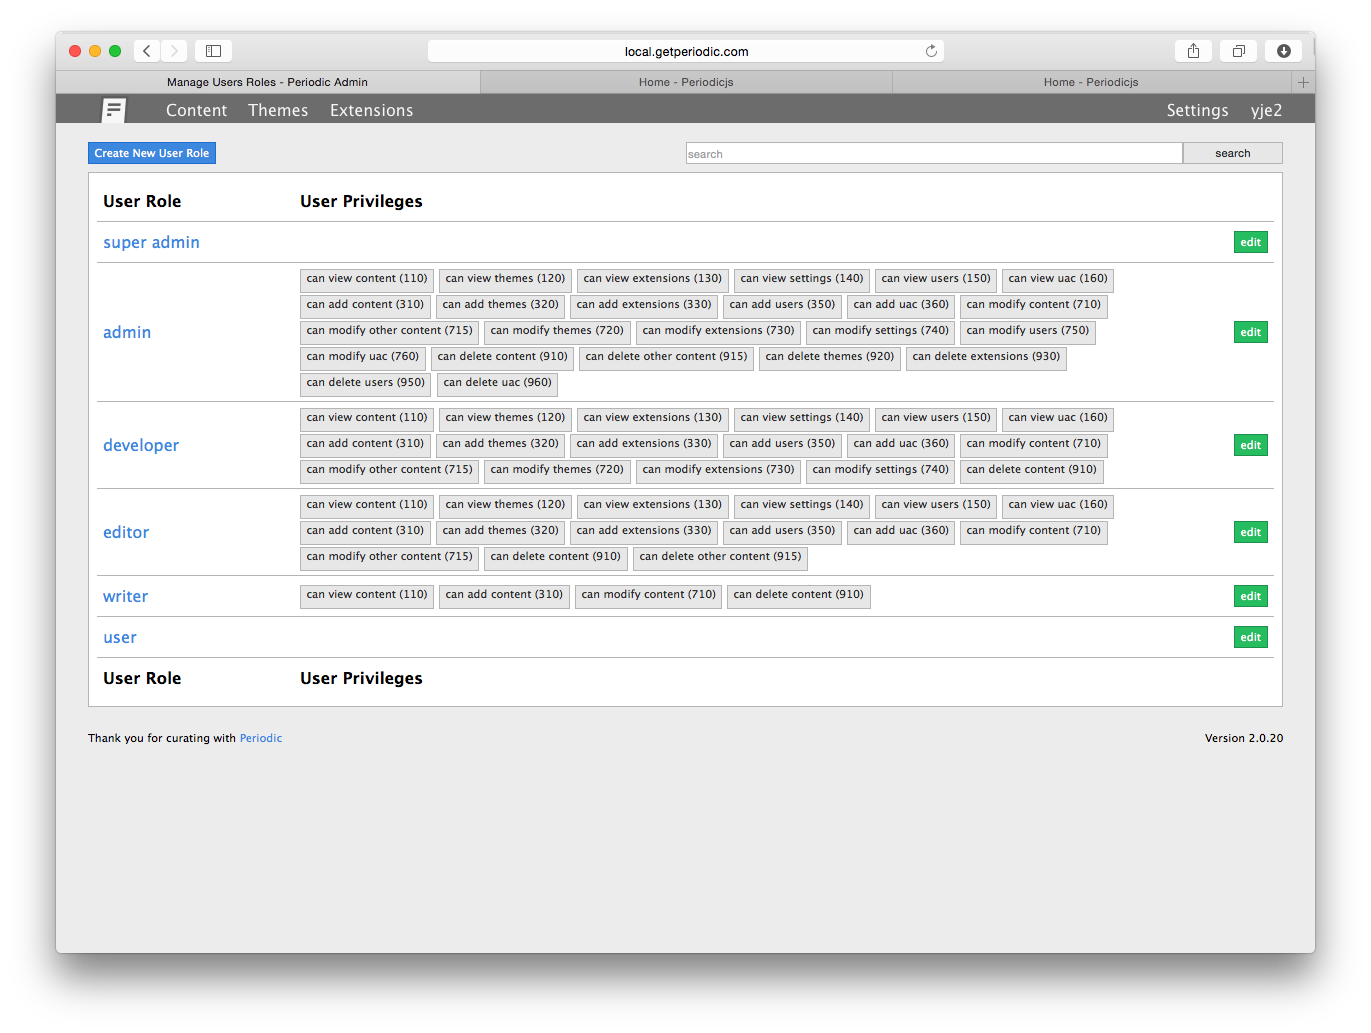 local.getperiodic.com
Manage Users Roles - Periodic Admin Home - Periodicjs Home - Periodicjs
Content Themes Extensions Settings yje2
Create New User Role search search
User Role User Privileges
super admin edit
can view content (110) can view themes (120) can view extensions (130) can view settings (140) can view users (150) can view uac (160)
can add content (310) can add themes (320) can add extensions (330) can add users (350) can add uac (360) can modify content (710)
admin can modify other content (715) can modify themes (720) can modify extensions (730) can modify settings (740) can modify users (750) edit
can modify uac (760) can delete content (910) can delete other content (915) can delete themes (920) can delete extensions (930)
can delete users (950) can delete uac (960)
can view content (110) can view themes (120) can view extensions (130) can view settings (140) can view users (150) can view uac (160)
developer can add content (310) can add themes (320) can add extensions (330) can add users (350) can add uac (360) can modify content (710) edit
can modify other content (715) can modify themes (720) can modify extensions (730) can modify settings (740) can delete content (910)
can view content (110) can view themes (120) can view extensions (130) can view settings (140) can view users (150) can view uac (160)
editor can add content (310) can add themes (320) can add extensions (330) can add users (350) can add uac (360) can modify content (710) edit
can modify other content (715) can delete content (910) can delete other content (915)
writer can view content (110) can add content (310) can modify content (710) can delete content (910) edit
user edit
User Role User Privileges
Thank you for curating with Periodic Version 2.0.20